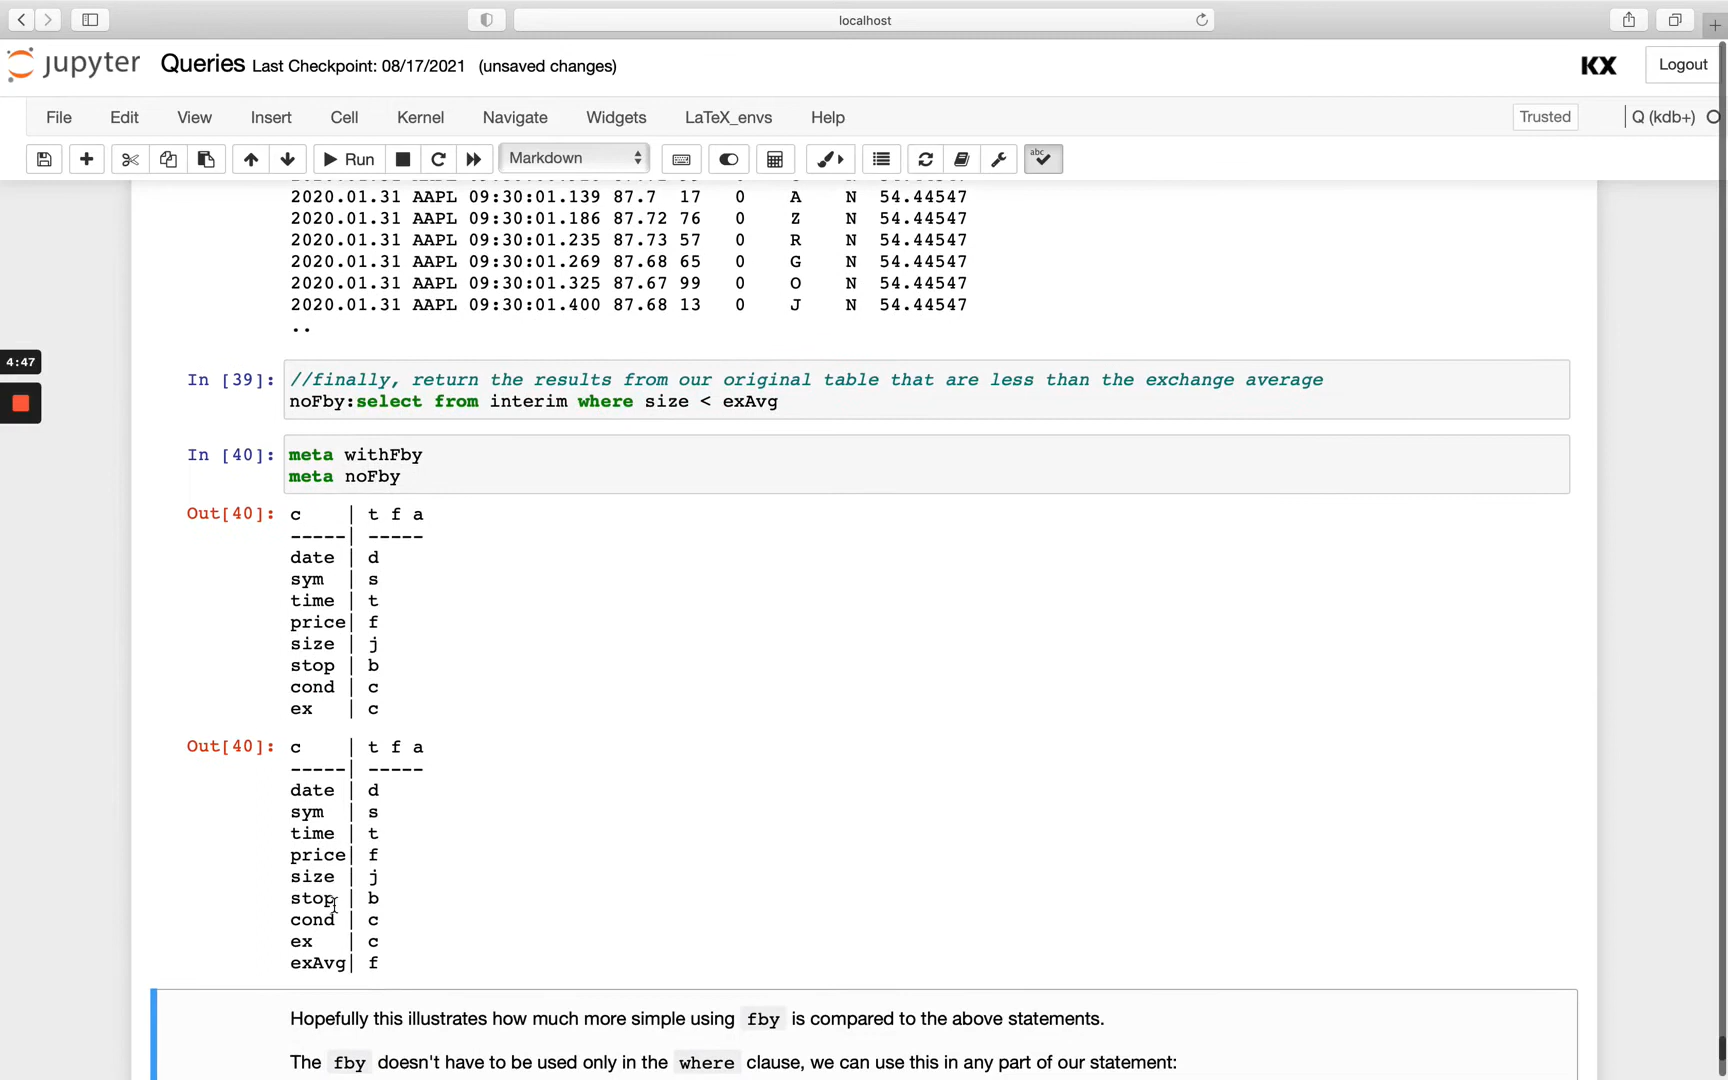 localhost
jupyter Queries Last Checkpoint: 08/17/2021 (unsaved changes)
KX
Logout
File Edit View Insert Cell Kernel Navigate Widgets LaTeX_envs Help
Trusted
Q (kdb+)
Run
Markdown
abc
2020.01.31 AAPL 09:30:01.139 87.7 17 0 A N 54.44547
2020.01.31 AAPL 09:30:01.186 87.72 76 0 Z N 54.44547
2020.01.31 AAPL 09:30:01.235 87.73 57 0 R N 54.44547
2020.01.31 AAPL 09:30:01.269 87.68 65 0 G N 54.44547
2020.01.31 AAPL 09:30:01.325 87.67 99 0 O N 54.44547
2020.01.31 AAPL 09:30:01.400 87.68 13 0 J N 54.44547
..
4:47
In [39]: //finally, return the results from our original table that are less than the exchange average
noFby:select from interim where size < exAvg
In [40]: meta withFby
meta noFby
Out[40]: c | t f a
-----| -----
date | d
sym | s
time | t
price| f
size | j
stop | b
cond | c
ex | c
Out[40]: c | t f a
-----| -----
date | d
sym | s
time | t
price| f
size | j
stop | b
cond | c
ex | c
exAvg| f
Hopefully this illustrates how much more simple using fby is compared to the above statements.
The fby doesn't have to be used only in the where clause, we can use this in any part of our statement: